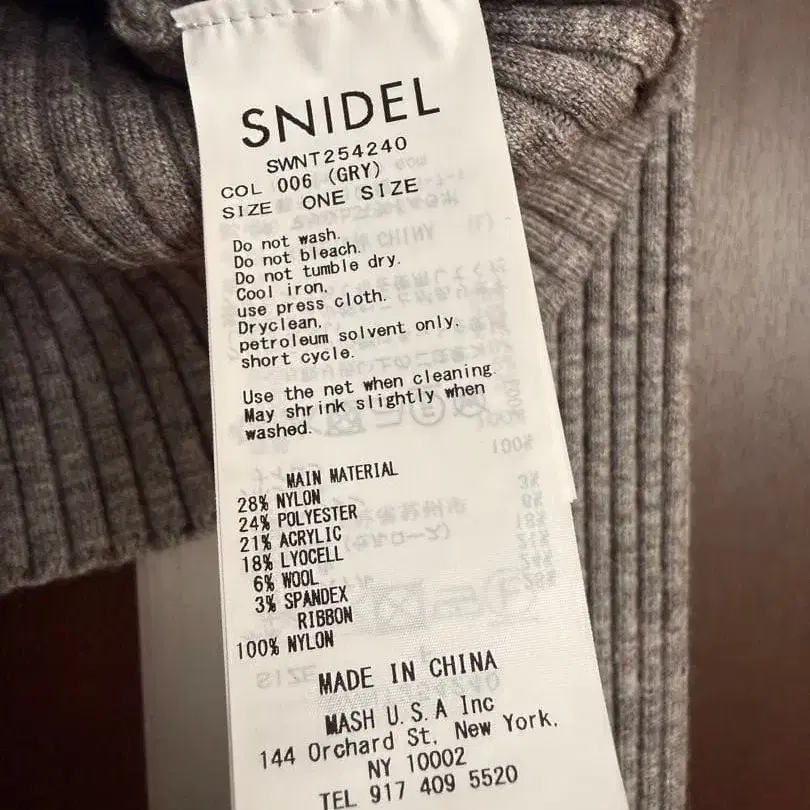 SNIDEL
SWNT254240
COL 006 (GRY)
SIZE ONE SIZE
Do not wash.
Do not bleach.
Do not tumble dry.
Cool iron.
use press cloth.
Dryclean.
petroleum solvent only.
short cycle.
Use the net when cleaning.
May shrink slightly when
washed.
MAIN MATERIAL
28% NYLON
24% POLYESTER
21% ACRYLIC
18% LYOCELL
6% WOOL
3% SPANDEX
RIBBON
100% NYLON
MADE IN CHINA
MASH U.S.A Inc
144 Orchard St. New York.
NY 10002
TEL 917 409 5520